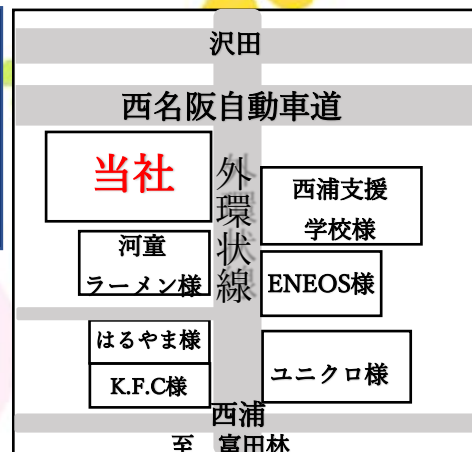 沢田
西名阪自動車道
当社
外環状線
西浦支援
学校様
河童
ラーメン様
ENEOS様
はるやま様
K.F.C様
ユニクロ様
西浦
至　富田林